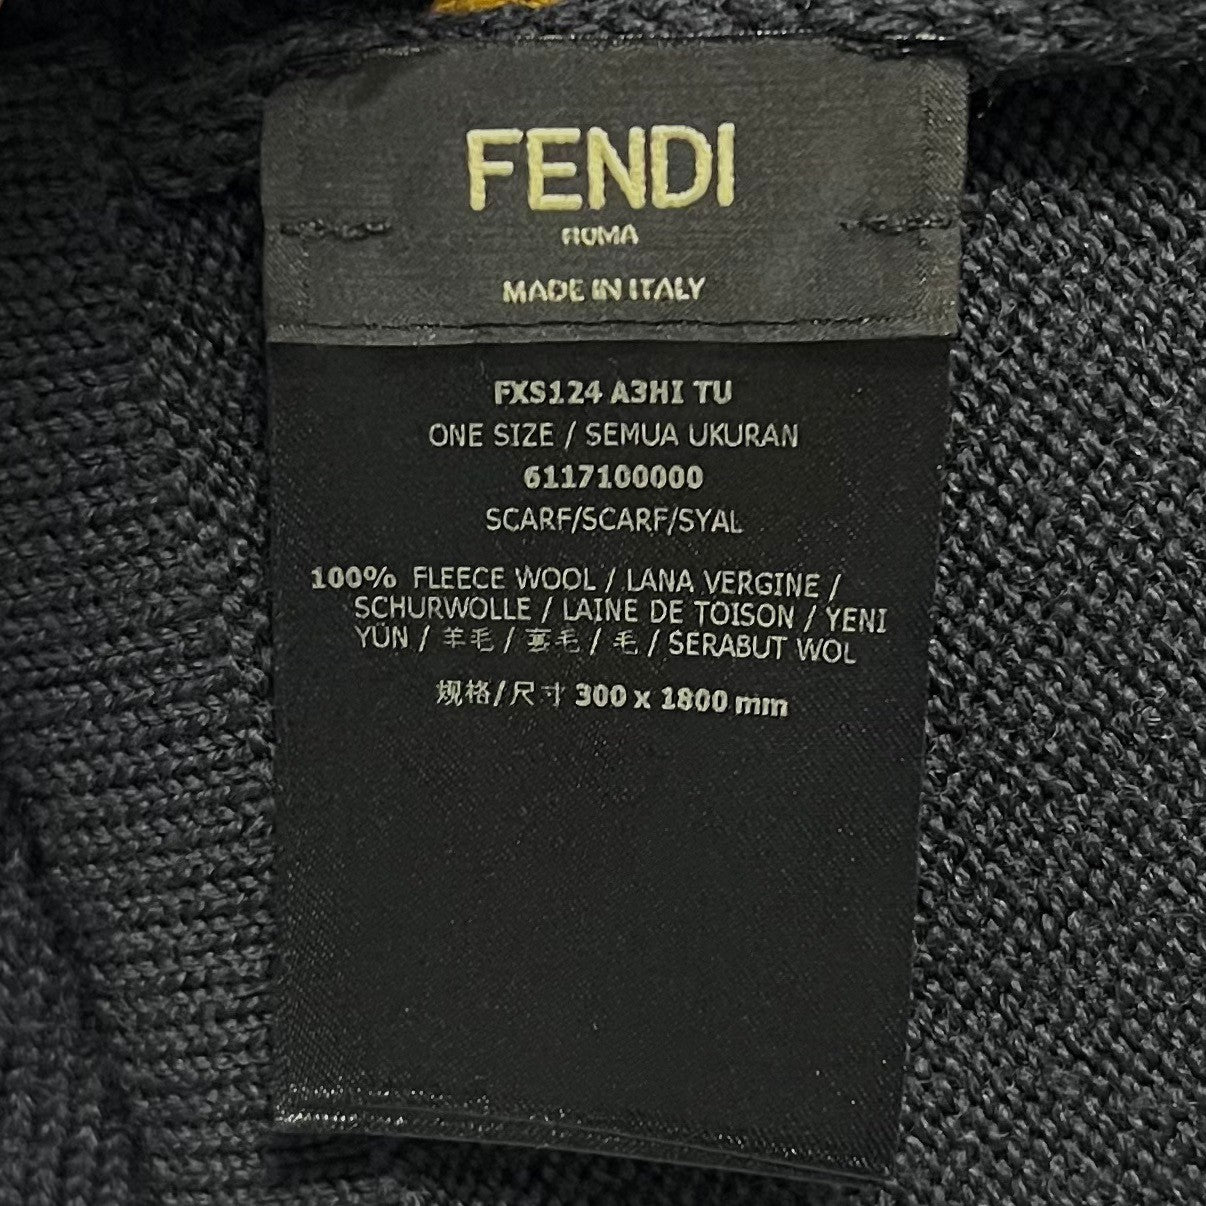 FENDI
ROMA
MADE IN ITALY
FXS124 A3HI TU
ONE SIZE / SEMUA UKURAN
6117100000
SCARF/SCARF/SYAL
100% FLEECE WOOL / LANA VERGINE /
SCHURWOLLE / LAINE DE TOISON / YENI
YÜN / 羊毛 / 毛 / SERABUT WOL
规格/尺寸 300 x 1800 mm